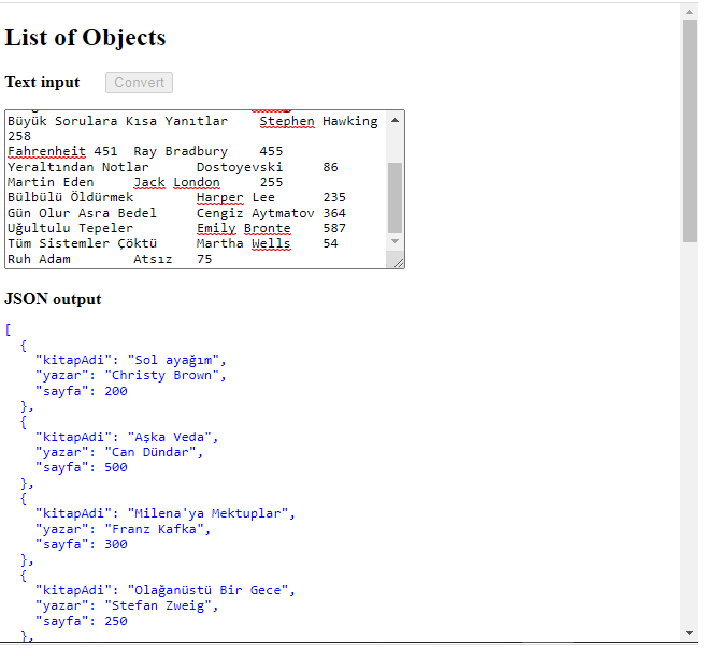 List of Objects
Text input Convert
Büyük Sorulara Kısa Yanıtlar Stephen Hawking
258
Fahrenheit 451 Ray Bradbury 455
Yeraltından Notlar Dostoyevski 86
Martin Eden Jack London 255
Bülbülü Öldürmek Harper Lee 235
Gün Olur Asra Bedel Cengiz Aytmatov 364
Uğultulu Tepeler Emily Bronte 587
Tüm Sistemler Çöktü Martha Wells 54
Ruh Adam Atsız 75
JSON output
[
{
"kitapAdi": "Sol ayağım",
"yazar": "Christy Brown",
"sayfa": 200
},
{
"kitapAdi": "Aşka Veda",
"yazar": "Can Dündar",
"sayfa": 500
},
{
"kitapAdi": "Milena'ya Mektuplar",
"yazar": "Franz Kafka",
"sayfa": 300
},
{
"kitapAdi": "Olağanüstü Bir Gece",
"yazar": "Stefan Zweig",
"sayfa": 250
},